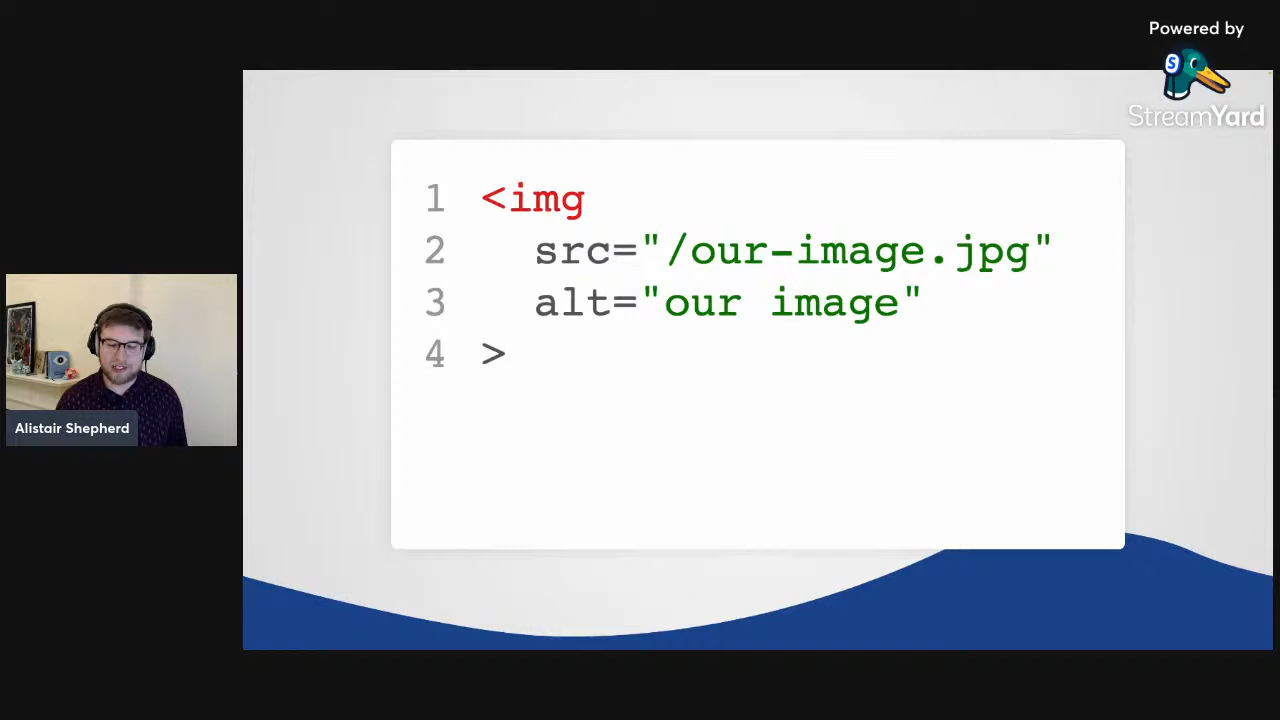 Powered by
StreamYard
1 <img
2 src="/our-image.jpg"
3 alt="our image"
4 >
Alistair Shepherd